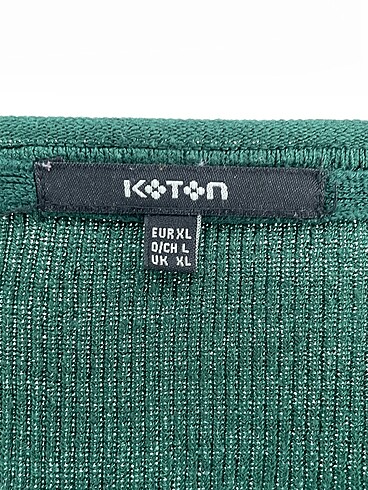 KOTON
EUR XL
D/CH L
UK XL